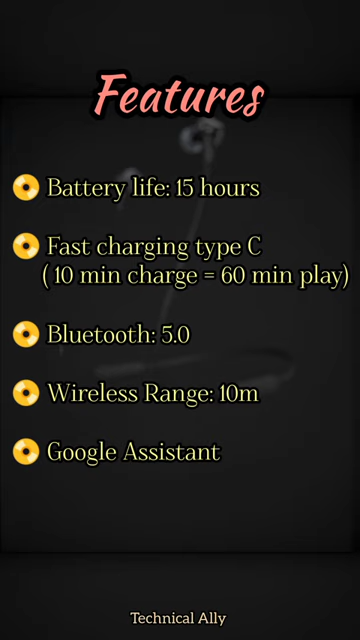 Features
Battery life: 15 hours
Fast charging type C
( 10 min charge = 60 min play)
Bluetooth: 5.0
Wireless Range: 10m
Google Assistant
Technical Ally